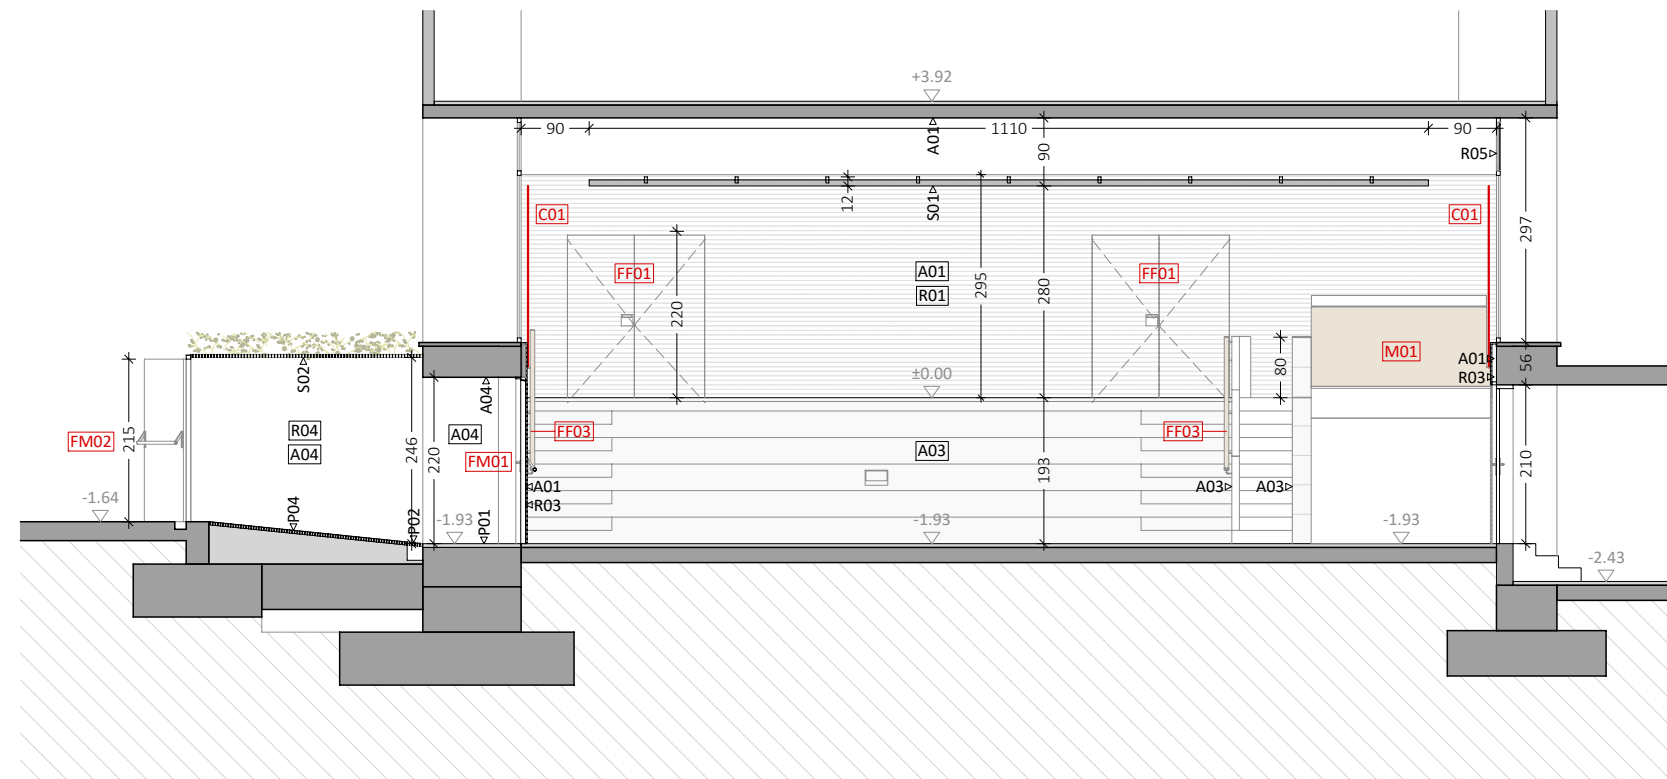 +3.92
90
1110
90
A01
90
R05
12
S01
C01
C01
297
FF01
A01
R01
295
280
FF01
220
M01
80
A01
56
R03
S02
±0.00
A04
R04
A04
A04
FM02
215
246
220
FM01
FF03
A03
FF03
193
210
A01
R03
A03
A03
-1.64
P04
P02
-1.93
P01
-1.93
-1.93
-2.43